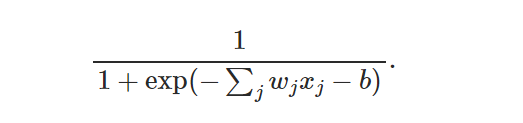 1
1 + exp(−∑ⱼ wⱼxⱼ − b).